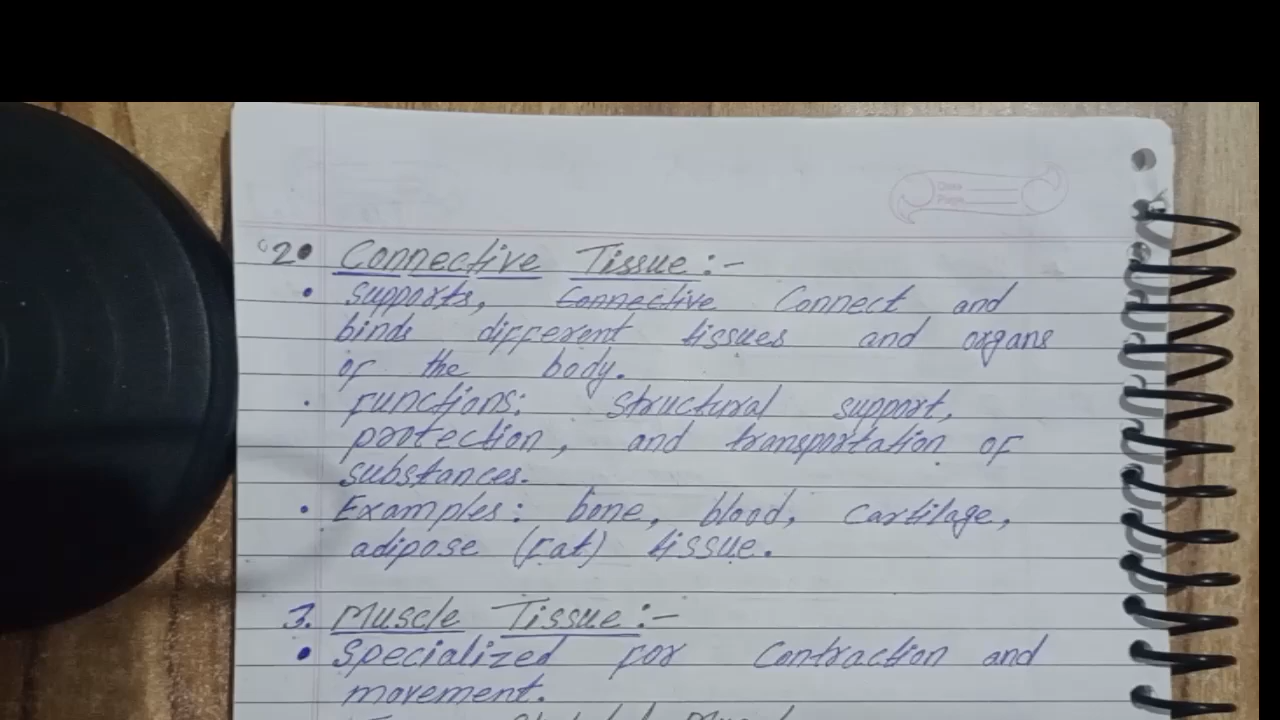 Date
Page
2. Connective Tissue :-
• supports, Connective Connect and
binds different tissues and organs
of the body.
• Functions: structural support,
protection, and transportation of
substances.
• Examples: bone, blood, Cartilage,
adipose (fat) tissue.
3. Muscle Tissue :-
• Specialized for Contraction and
movement.